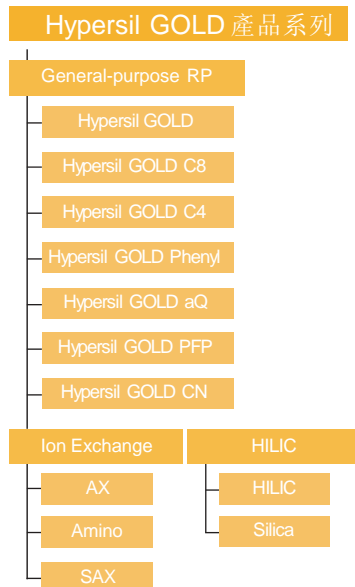 Hypersil GOLD 產品系列
General-purpose RP
Hypersil GOLD
Hypersil GOLD C8
Hypersil GOLD C4
Hypersil GOLD Phenyl
Hypersil GOLD aQ
Hypersil GOLD PFP
Hypersil GOLD CN
Ion Exchange
AX
Amino
SAX
HILIC
HILIC
Silica